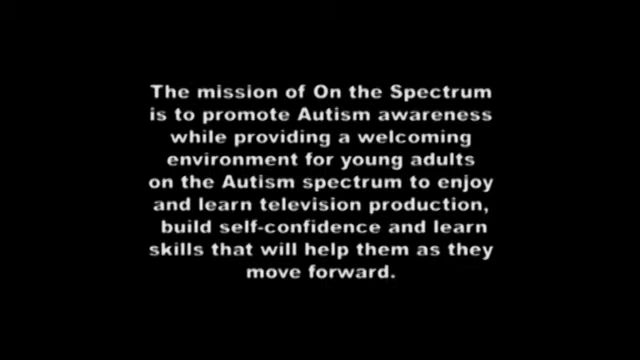 The mission of On the Spectrum
is to promote Autism awareness
while providing a welcoming
environment for young adults
on the Autism spectrum to enjoy
and learn television production,
build self-confidence and learn
skills that will help them as they
move forward.